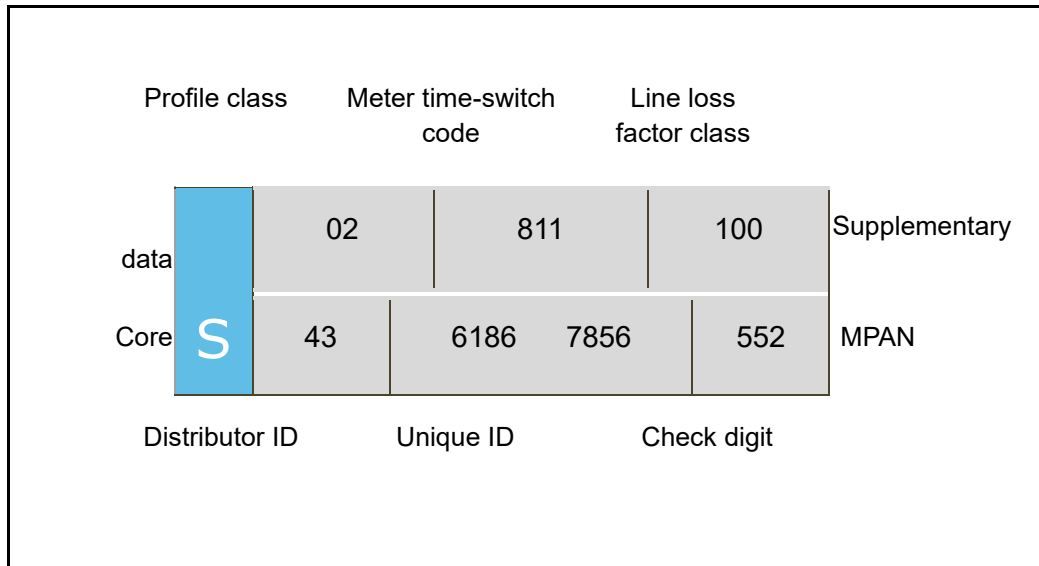 Profile class Meter time-switch code Line loss factor class
02 811 100 Supplementary
data
Core S 43 6186 7856 552 MPAN
Distributor ID Unique ID Check digit